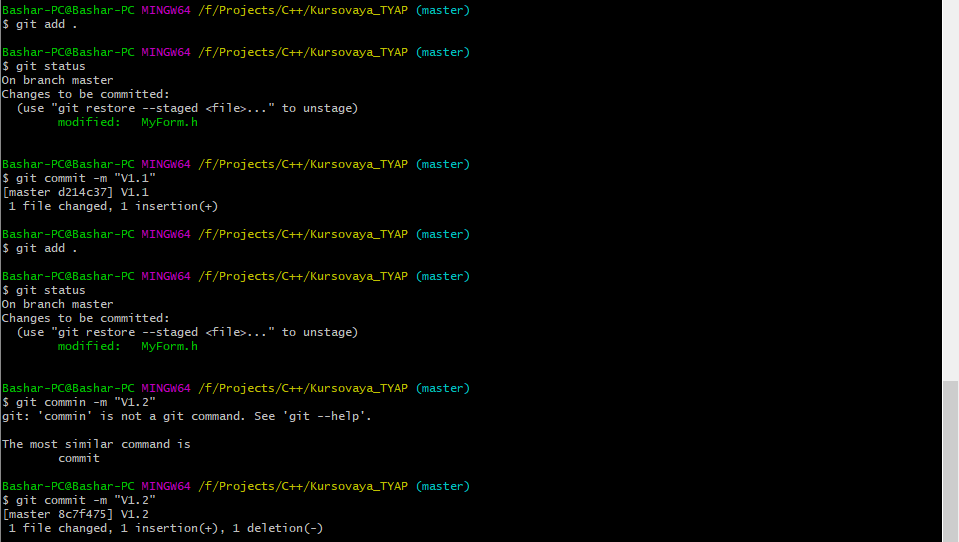 Bashar-PC@Bashar-PC MINGW64 /f/Projects/C++/Kursovaya_TYAP (master)
$ git add .
Bashar-PC@Bashar-PC MINGW64 /f/Projects/C++/Kursovaya_TYAP (master)
$ git status
On branch master
Changes to be committed:
  (use "git restore --staged <file>..." to unstage)
        modified:   MyForm.h
Bashar-PC@Bashar-PC MINGW64 /f/Projects/C++/Kursovaya_TYAP (master)
$ git commit -m "V1.1"
[master d214c37] V1.1
 1 file changed, 1 insertion(+)
Bashar-PC@Bashar-PC MINGW64 /f/Projects/C++/Kursovaya_TYAP (master)
$ git add .
Bashar-PC@Bashar-PC MINGW64 /f/Projects/C++/Kursovaya_TYAP (master)
$ git status
On branch master
Changes to be committed:
  (use "git restore --staged <file>..." to unstage)
        modified:   MyForm.h
Bashar-PC@Bashar-PC MINGW64 /f/Projects/C++/Kursovaya_TYAP (master)
$ git commin -m "V1.2"
git: 'commin' is not a git command. See 'git --help'.
The most similar command is
        commit
Bashar-PC@Bashar-PC MINGW64 /f/Projects/C++/Kursovaya_TYAP (master)
$ git commit -m "V1.2"
[master 8c7f475] V1.2
 1 file changed, 1 insertion(+), 1 deletion(-)